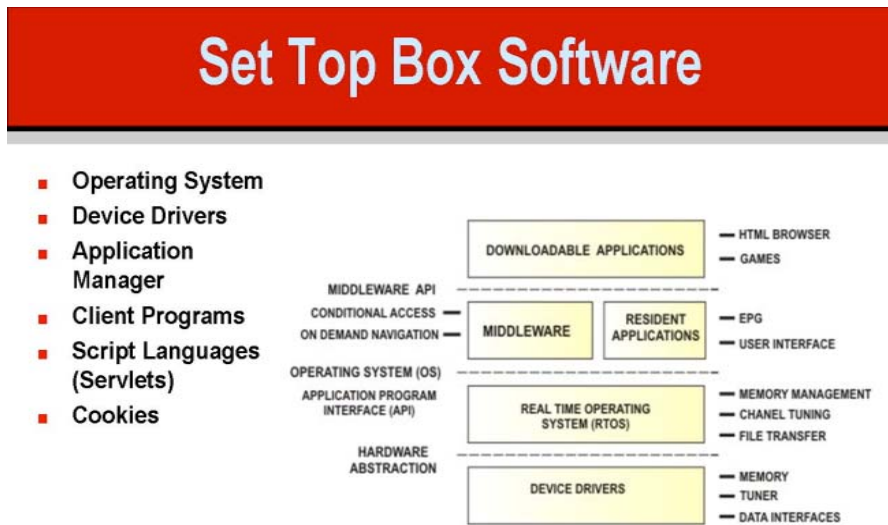 Set Top Box Software
Operating System
Device Drivers
Application
Manager
Client Programs
Script Languages
(Servlets)
Cookies
DOWNLOADABLE APPLICATIONS
HTML BROWSER
GAMES
MIDDLEWARE API
CONDITIONAL ACCESS
ON DEMAND NAVIGATION
MIDDLEWARE
RESIDENT
APPLICATIONS
EPG
USER INTERFACE
OPERATING SYSTEM (OS)
APPLICATION PROGRAM
INTERFACE (API)
REAL TIME OPERATING
SYSTEM (RTOS)
MEMORY MANAGEMENT
CHANEL TUNING
FILE TRANSFER
HARDWARE
ABSTRACTION
DEVICE DRIVERS
MEMORY
TUNER
DATA INTERFACES